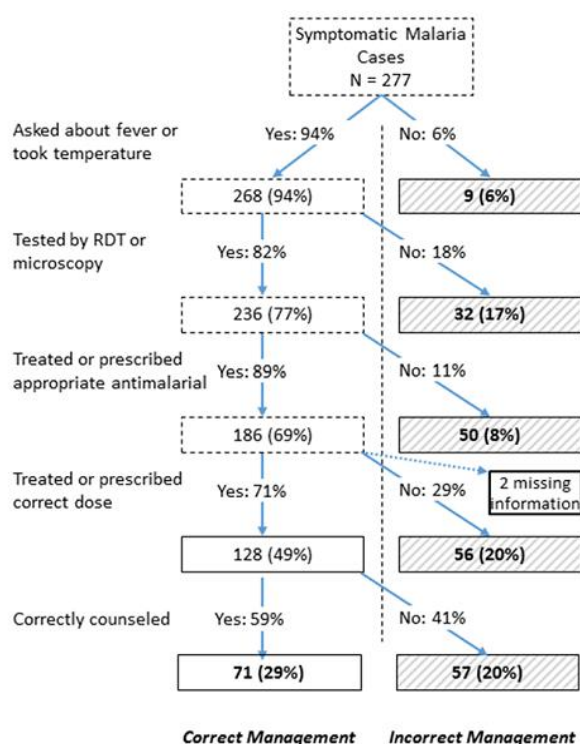 Symptomatic Malaria
Cases
N = 277
Asked about fever or
took temperature
Yes: 94%
No: 6%
268 (94%)
9 (6%)
Tested by RDT or
microscopy
Yes: 82%
No: 18%
236 (77%)
32 (17%)
Treated or prescribed
appropriate antimalarial
Yes: 89%
No: 11%
186 (69%)
50 (8%)
Treated or prescribed
correct dose
Yes: 71%
No: 29%
2 missing
information
128 (49%)
56 (20%)
Correctly counseled
Yes: 59%
No: 41%
71 (29%)
57 (20%)
Correct Management
Incorrect Management